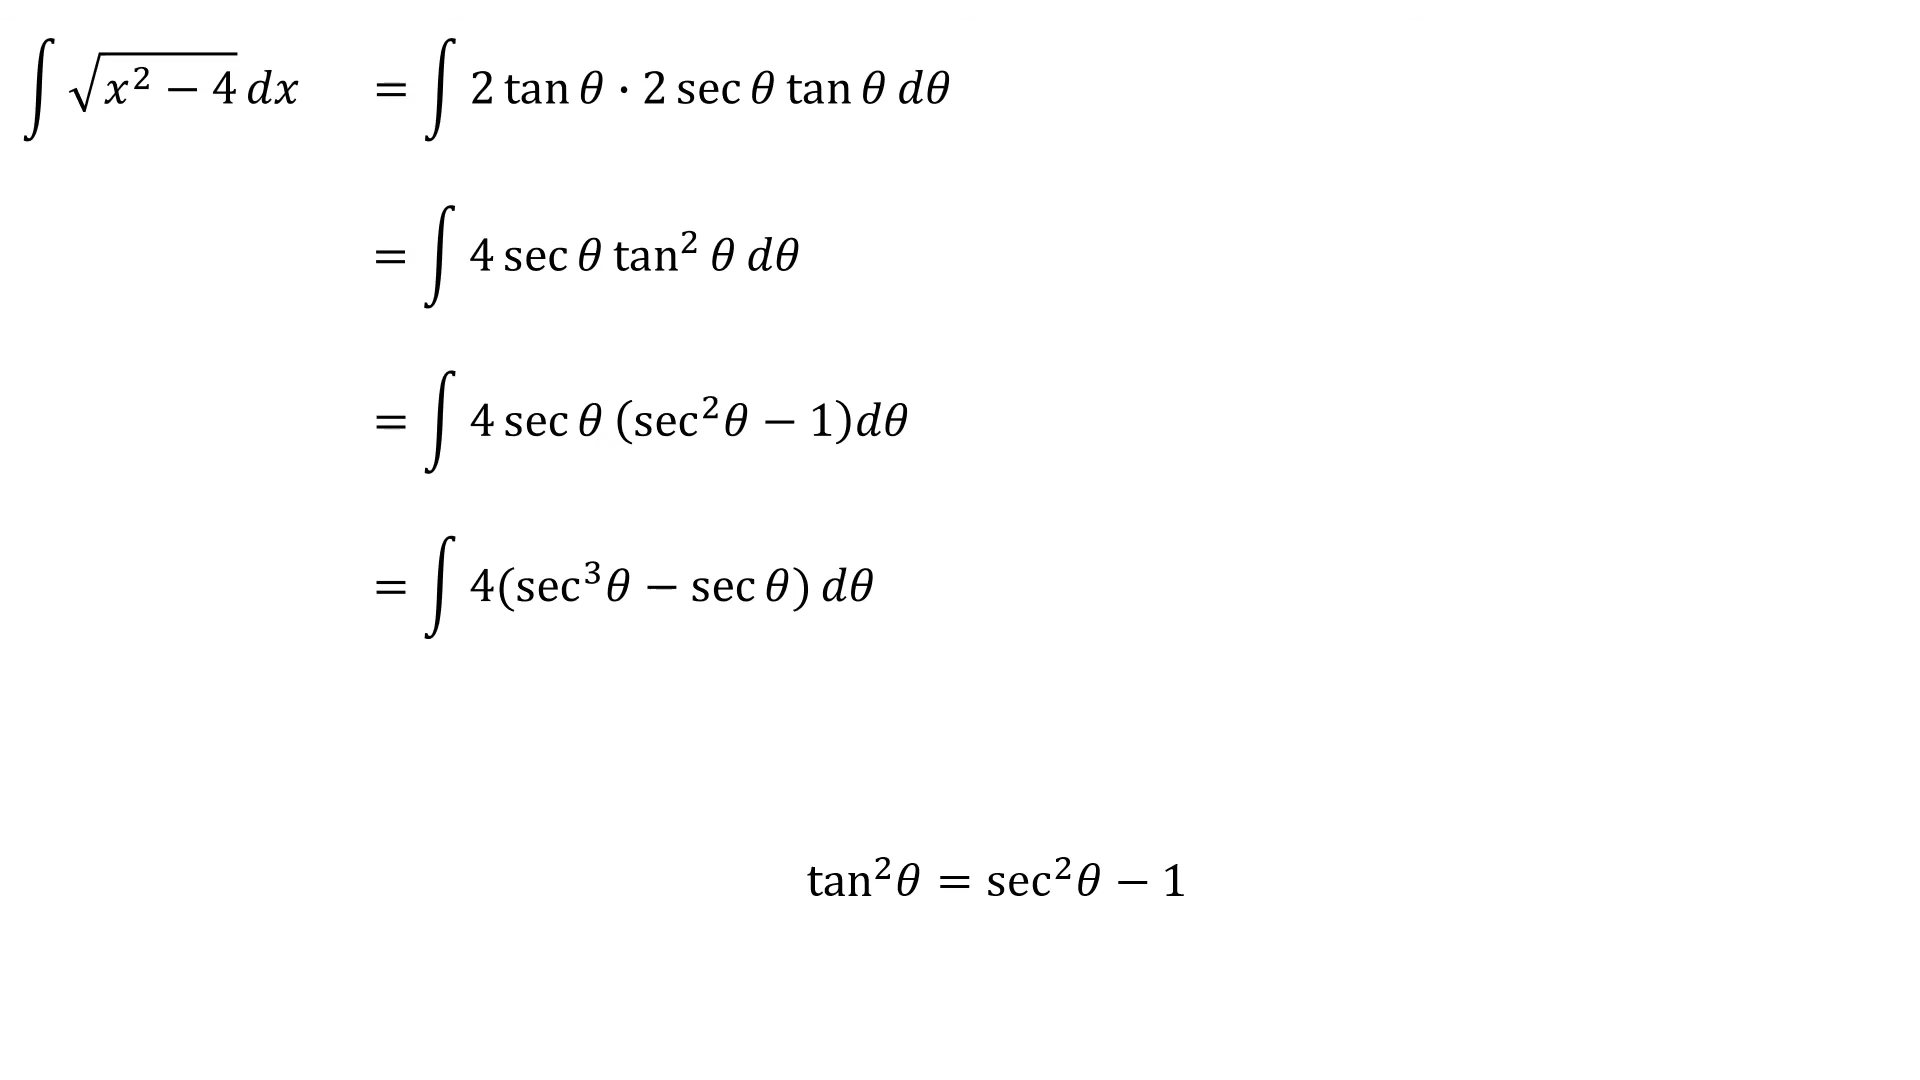 ∫ √(x² − 4) dx = ∫ 2 tan θ · 2 sec θ tan θ dθ
= ∫ 4 sec θ tan² θ dθ
= ∫ 4 sec θ (sec²θ − 1)dθ
= ∫ 4(sec³θ − sec θ) dθ
tan²θ = sec²θ − 1